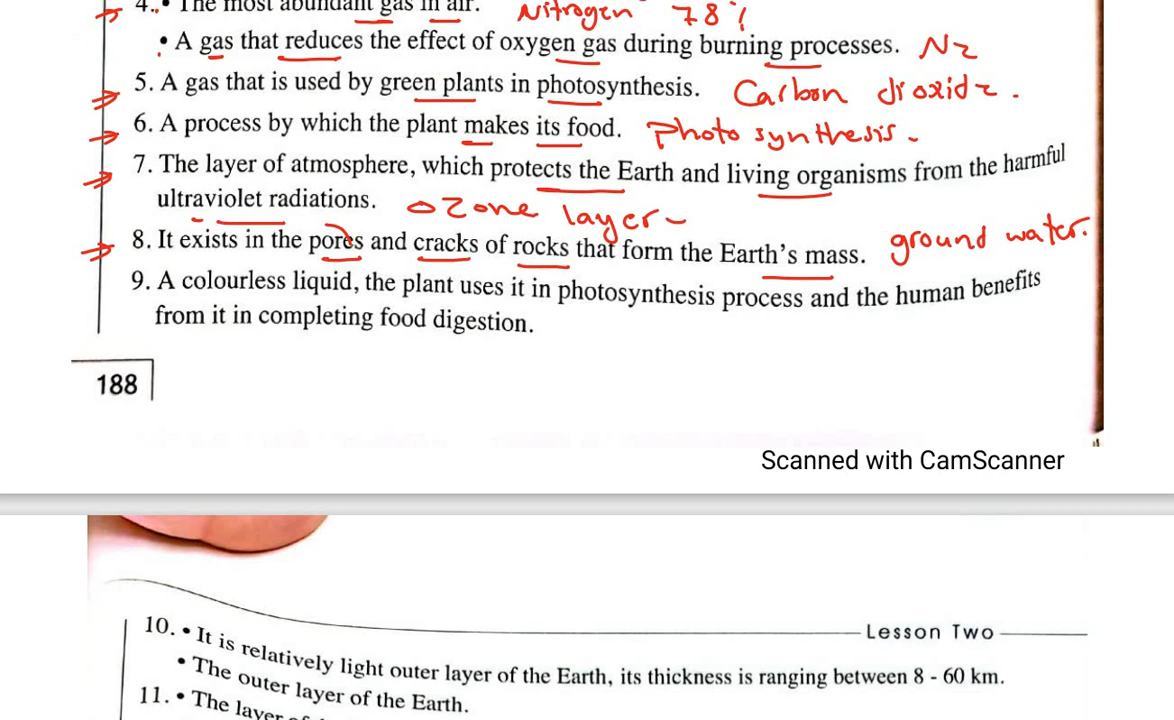 4. • The most abundant gas in air. Nitrogen 78%
• A gas that reduces the effect of oxygen gas during burning processes. N2
5. A gas that is used by green plants in photosynthesis. Carbon dioxide.
6. A process by which the plant makes its food. Photosynthesis.
7. The layer of atmosphere, which protects the Earth and living organisms from the harmful
ultraviolet radiations. Ozone layer
8. It exists in the pores and cracks of rocks that form the Earth's mass. ground water.
9. A colourless liquid, the plant uses it in photosynthesis process and the human benefits
from it in completing food digestion.
188
Scanned with CamScanner
Lesson Two
10. • It is relatively light outer layer of the Earth, its thickness is ranging between 8 - 60 km.
• The outer layer of the Earth.
11. • The layer